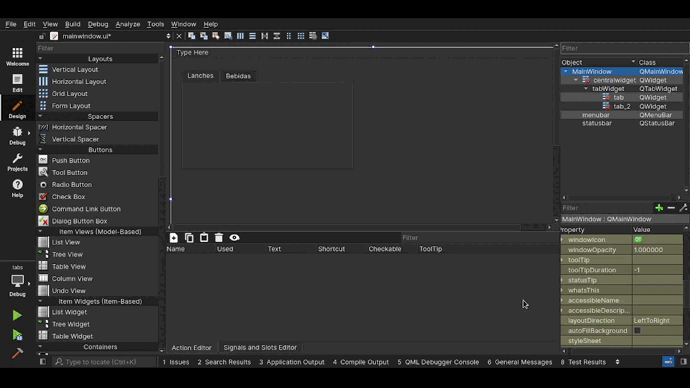 File Edit View Build Debug Analyze Tools Window Help
mainwindow.ui*
Filter
Layouts
Vertical Layout
Horizontal Layout
Grid Layout
Form Layout
Spacers
Horizontal Spacer
Vertical Spacer
Buttons
Push Button
Tool Button
Radio Button
Check Box
Command Link Button
Dialog Button Box
Item Views (Model-Based)
List View
Tree View
Table View
Column View
Undo View
Item Widgets (Item-Based)
List Widget
Tree Widget
Table Widget
Containers
Welcome
Edit
Design
Debug
Projects
Help
tabs
Debug
Type Here
Lanches Bebidas
Filter
Name Used Text Shortcut Checkable ToolTip
Action Editor Signals and Slots Editor
Filter
Object Class
MainWindow QMainWindow
centralwidget QWidget
tabWidget QTabWidget
tab QWidget
tab_2 QWidget
menubar QMenuBar
statusbar QStatusBar
Filter
MainWindow : QMainWindow
Property Value
windowIcon
windowOpacity 1.000000
toolTip
toolTipDuration -1
statusTip
whatsThis
accessibleName
accessibleDescrip...
layoutDirection LeftToRight
autoFillBackground
styleSheet
Type to locate (Ctrl+K) 1 Issues 2 Search Results 3 Application Output 4 Compile Output 5 QML Debugger Console 6 General Messages 8 Test Results